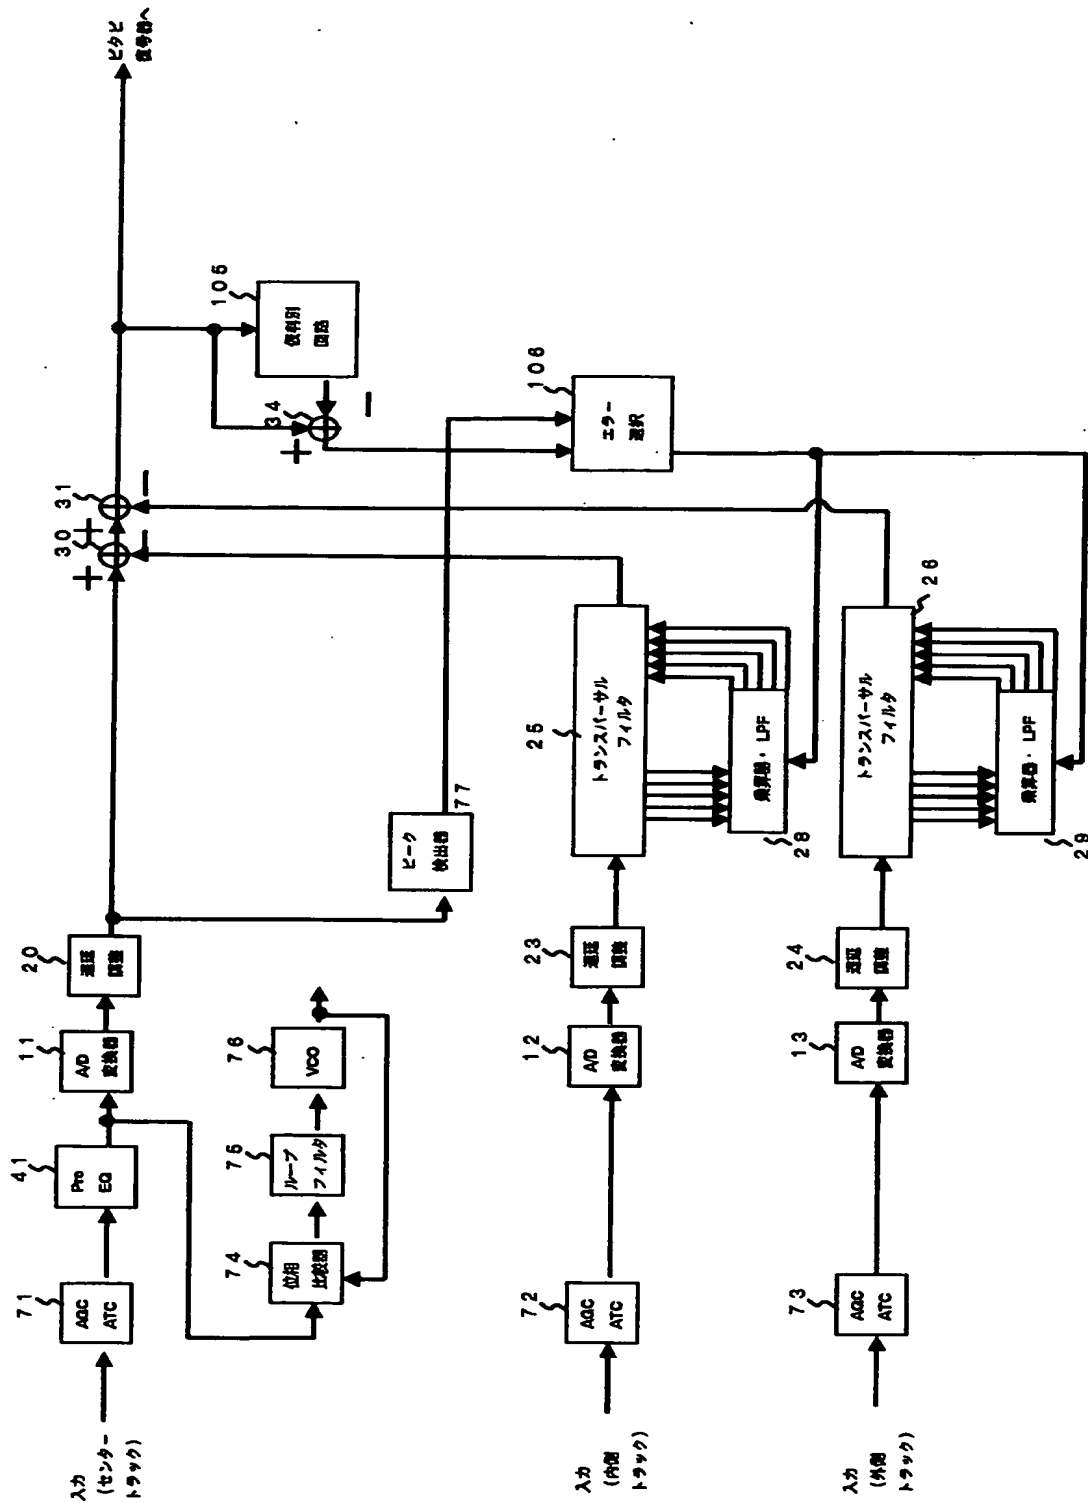 入力
(センター
トラック)
71
AGC
ATC
41
Pre
EQ
11
A/D
変換器
20
遅延
調整
30
31
ビタビ
復号器へ
+
−
+
−
74
位相
比較器
75
ループ
フィルタ
76
VCO
77
ピーク
検出器
34
+
−
105
仮判別
回路
106
エラー
選択
入力
(内側
トラック)
72
AGC
ATC
12
A/D
変換器
23
遅延
調整
25
トランスバーサル
フィルタ
28
乗算器・LPF
入力
(外側
トラック)
73
AGC
ATC
13
A/D
変換器
24
遅延
調整
26
トランスバーサル
フィルタ
29
乗算器・LPF